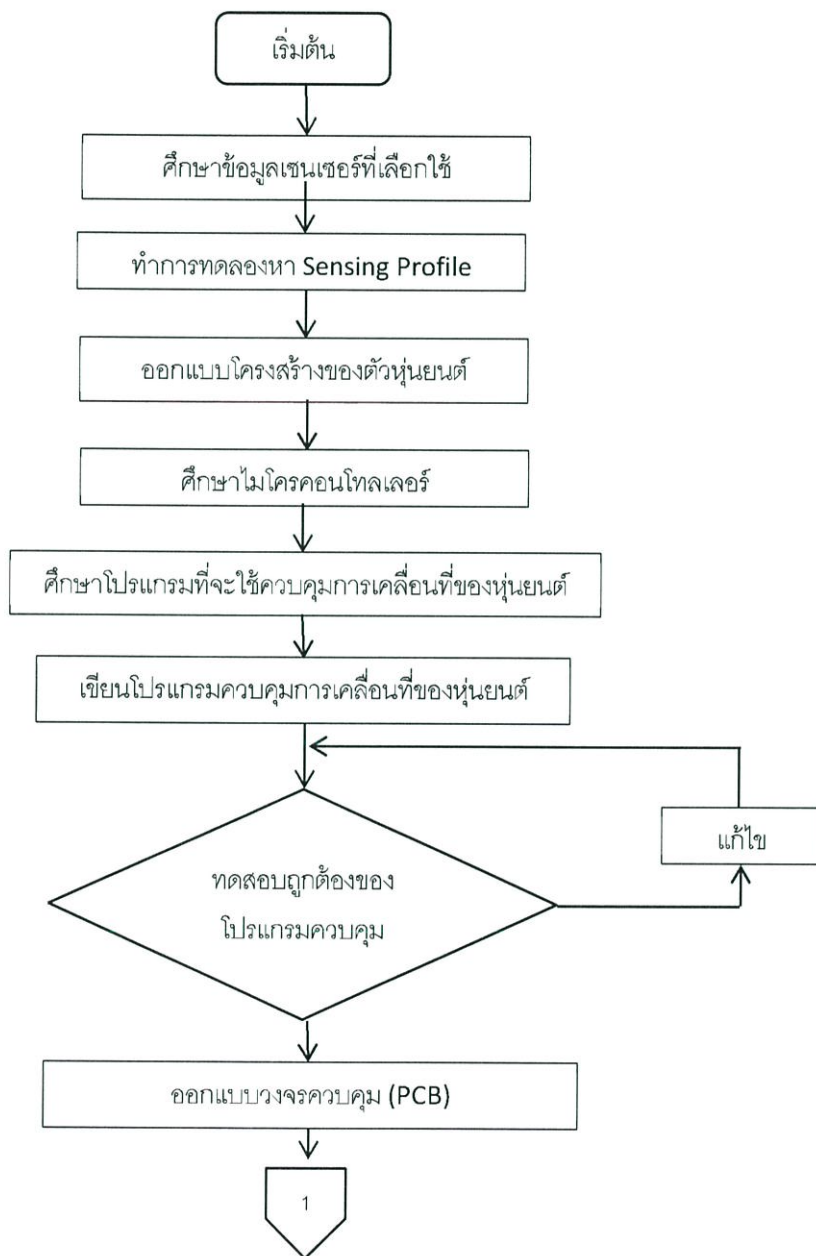 เริ่มต้น
ศึกษาข้อมูลเซนเซอร์ที่เลือกใช้
ทำการทดลองหา Sensing Profile
ออกแบบโครงสร้างของตัวหุ่นยนต์
ศึกษาไมโครคอนโทลเลอร์
ศึกษาโปรแกรมที่จะใช้ควบคุมการเคลื่อนที่ของหุ่นยนต์
เขียนโปรแกรมควบคุมการเคลื่อนที่ของหุ่นยนต์
แก้ไข
ทดสอบถูกต้องของ
โปรแกรมควบคุม
ออกแบบวงจรควบคุม (PCB)
1